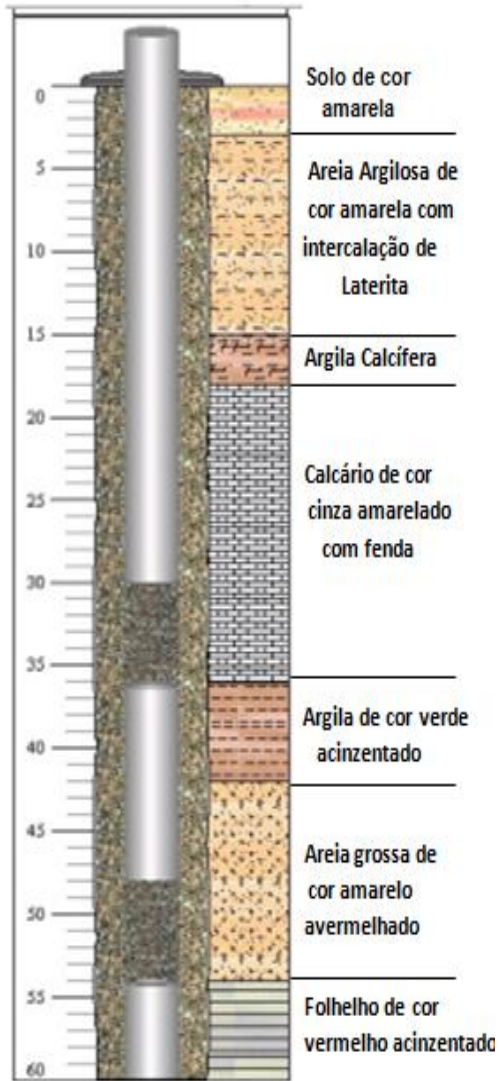 0
5
10
15
20
25
30
35
40
45
50
55
60
Solo de cor
amarela
Areia Argilosa de
cor amarela com
intercalação de
Laterita
Argila Calcífera
Calcário de cor
cinza amarelado
com fenda
Argila de cor verde
acinzentado
Areia grossa de
cor amarelo
avermelhado
Folhelho de cor
vermelho acinzentado